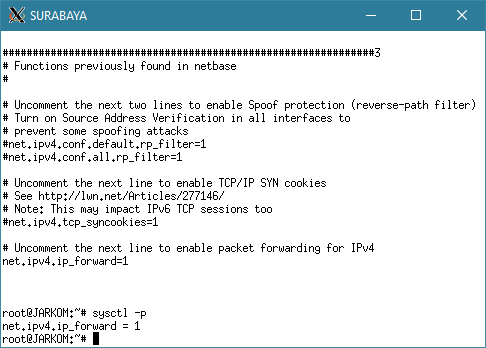 SURABAYA
##############################################################3
# Functions previously found in netbase
#
# Uncomment the next two lines to enable Spoof protection (reverse-path filter)
# Turn on Source Address Verification in all interfaces to
# prevent some spoofing attacks
#net.ipv4.conf.default.rp_filter=1
#net.ipv4.conf.all.rp_filter=1
# Uncomment the next line to enable TCP/IP SYN cookies
# See http://lwn.net/Articles/277146/
# Note: This may impact IPv6 TCP sessions too
#net.ipv4.tcp_syncookies=1
# Uncomment the next line to enable packet forwarding for IPv4
net.ipv4.ip_forward=1
root@JARKOM:~# sysctl -p
net.ipv4.ip_forward = 1
root@JARKOM:~#